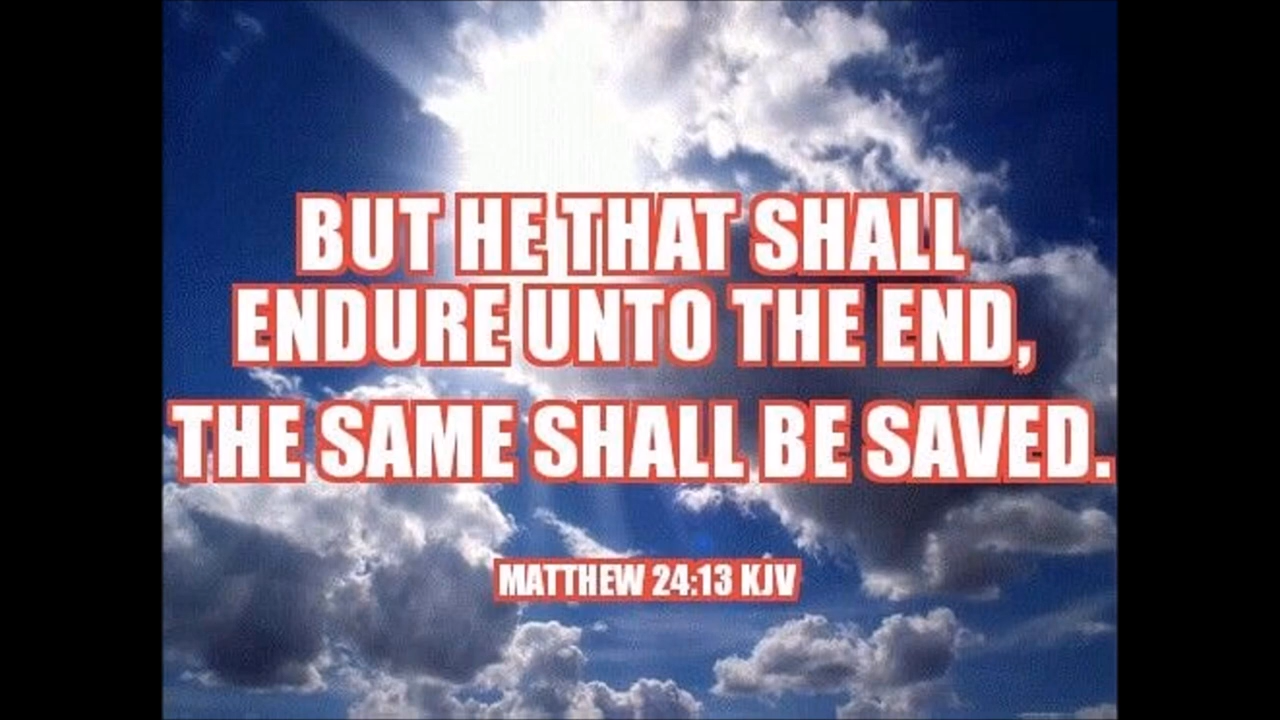 BUT HE THAT SHALL
ENDURE UNTO THE END,
THE SAME SHALL BE SAVED.
MATTHEW 24:13 KJV